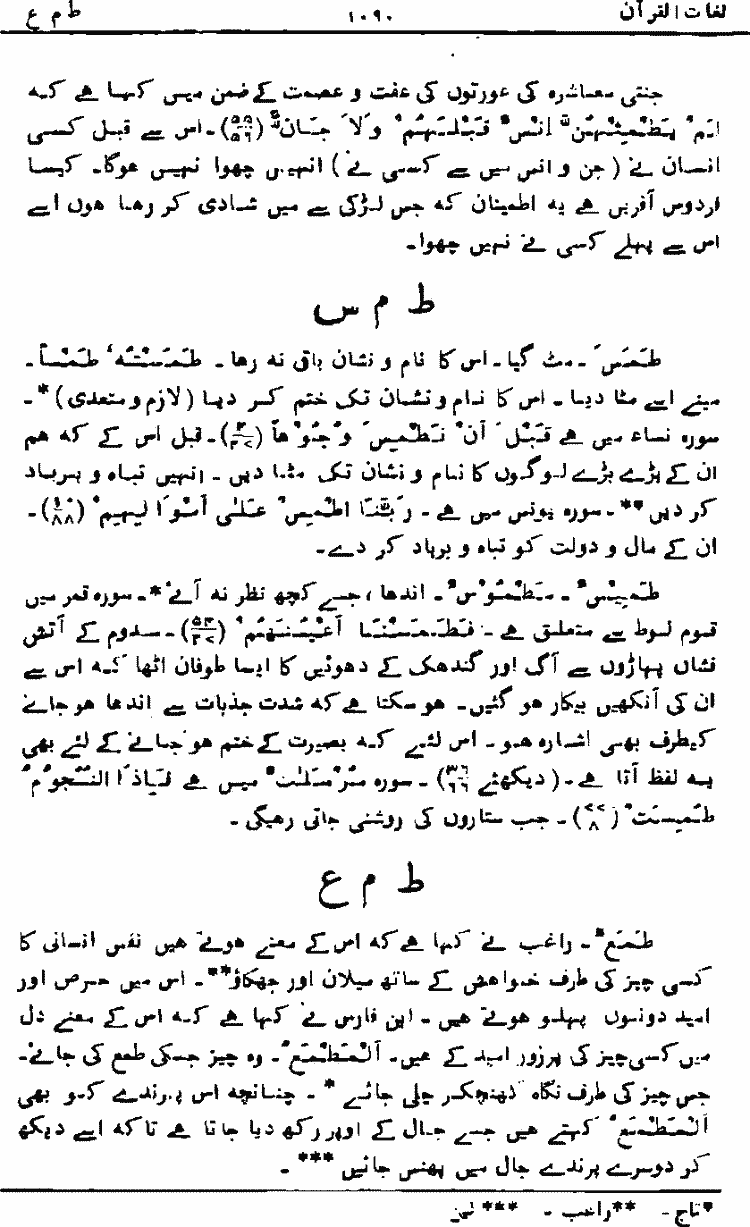 لغات القرآن ۱۰۹۰ ط م ع
جنتی معاشرہ کی عورتوں کی عفت و عصمت کے ضمن میں کہا ہے کہ
لَمْ يَطْمِثْهُنَّ اِنْسٌ قَبْلَهُمْ وَلَا جَانٌّ (۵۵/۵۶)۔ اس سے قبل کسی
انسان نے (جن و انس میں سے کسی نے) انہیں چھوا نہیں ہوگا۔ کیسا
فردوس آفریں ہے یہ اطمینان کہ جس لڑکی سے میں شادی کر رہا ہوں اسے
اس سے پہلے کسی نے نہیں چھوا۔
ط م س
طَمَسَ۔ مٹ گیا۔ اس کا نام و نشان باقی نہ رہا۔ طَمَسْتُهُ طَمْساً۔
مینے اسے مٹا دیا۔ اس کا نام و نشان تک ختم کر دیا (لازم و متعدی)*۔
سورہ نساء میں ہے قَبْلَ اَنْ نَطْمِسَ وُجُوْهاً (۴/۴۷)۔ قبل اس کے کہ ہم
ان کے بڑے بڑے لوگوں کا نام و نشان تک مٹا دیں۔ انہیں تباہ و برباد
کر دیں**۔ سورہ یونس میں ہے۔ رَبَّنَا اطْمِسْ عَلٰى اَمْوَالِهِمْ (۱۰/۸۸)۔
ان کے مال و دولت کو تباہ و برباد کر دے۔
طَمِيْسٌ۔ مَطْمُوْسٌ۔ اندھا، جسے کچھ نظر نہ آئے*۔ سورہ قمر میں
قوم لوط سے متعلق ہے۔ فَطَمَسْنَا اَعْيُنَهُمْ (۵۴/۳۷)۔ سدوم کے آتش
فشاں پہاڑوں سے آگ اور گندھک کے دھوئیں کا ایسا طوفان اٹھا کہ اس سے
ان کی آنکھیں بیکار ہو گئیں۔ ہو سکتا ہے کہ شدت جذبات سے اندھا ہو جانے
کیطرف بھی اشارہ ہو۔ اس لئیے کہ بصیرت کے ختم ہو جانے کے لئے بھی
یہ لفظ آتا ہے۔ (دیکھئے ۳۶/۶۶)۔ سورہ مُرْسَلٰت میں ہے فَاِذَا النُّجُوْمُ
طُمِسَتْ (۷۷/۸)۔ جب ستاروں کی روشنی جاتی رہیگی۔
ط م ع
طَمَعٌ۔ راغب نے کہا ہے کہ اس کے معنے ہوتے ہیں نفس انسانی کا
کسی چیز کی طرف خواہش کے ساتھ میلان اور جھکاؤ**۔ اس میں حرص اور
امید دونوں پہلو ہوتے ہیں۔ ابن فارس نے کہا ہے کہ اس کے معنے دل
میں کسی چیز کی پرزور امید کے ہیں۔ اَلْمَطْمَعُ۔ وہ چیز جسکی طمع کی جائے۔
جس چیز کی طرف نگاہ کھنچکر چلی جائے*۔ چنانچہ اس پرندے کو بھی
اَلْمَطْمَعُ کہتے ہیں جسے جال کے اوپر رکھ دیا جاتا ہے تاکہ اسے دیکھ
کر دوسرے پرندے جال میں پھنس جائیں***۔
*تاج۔ **راغب۔ ***